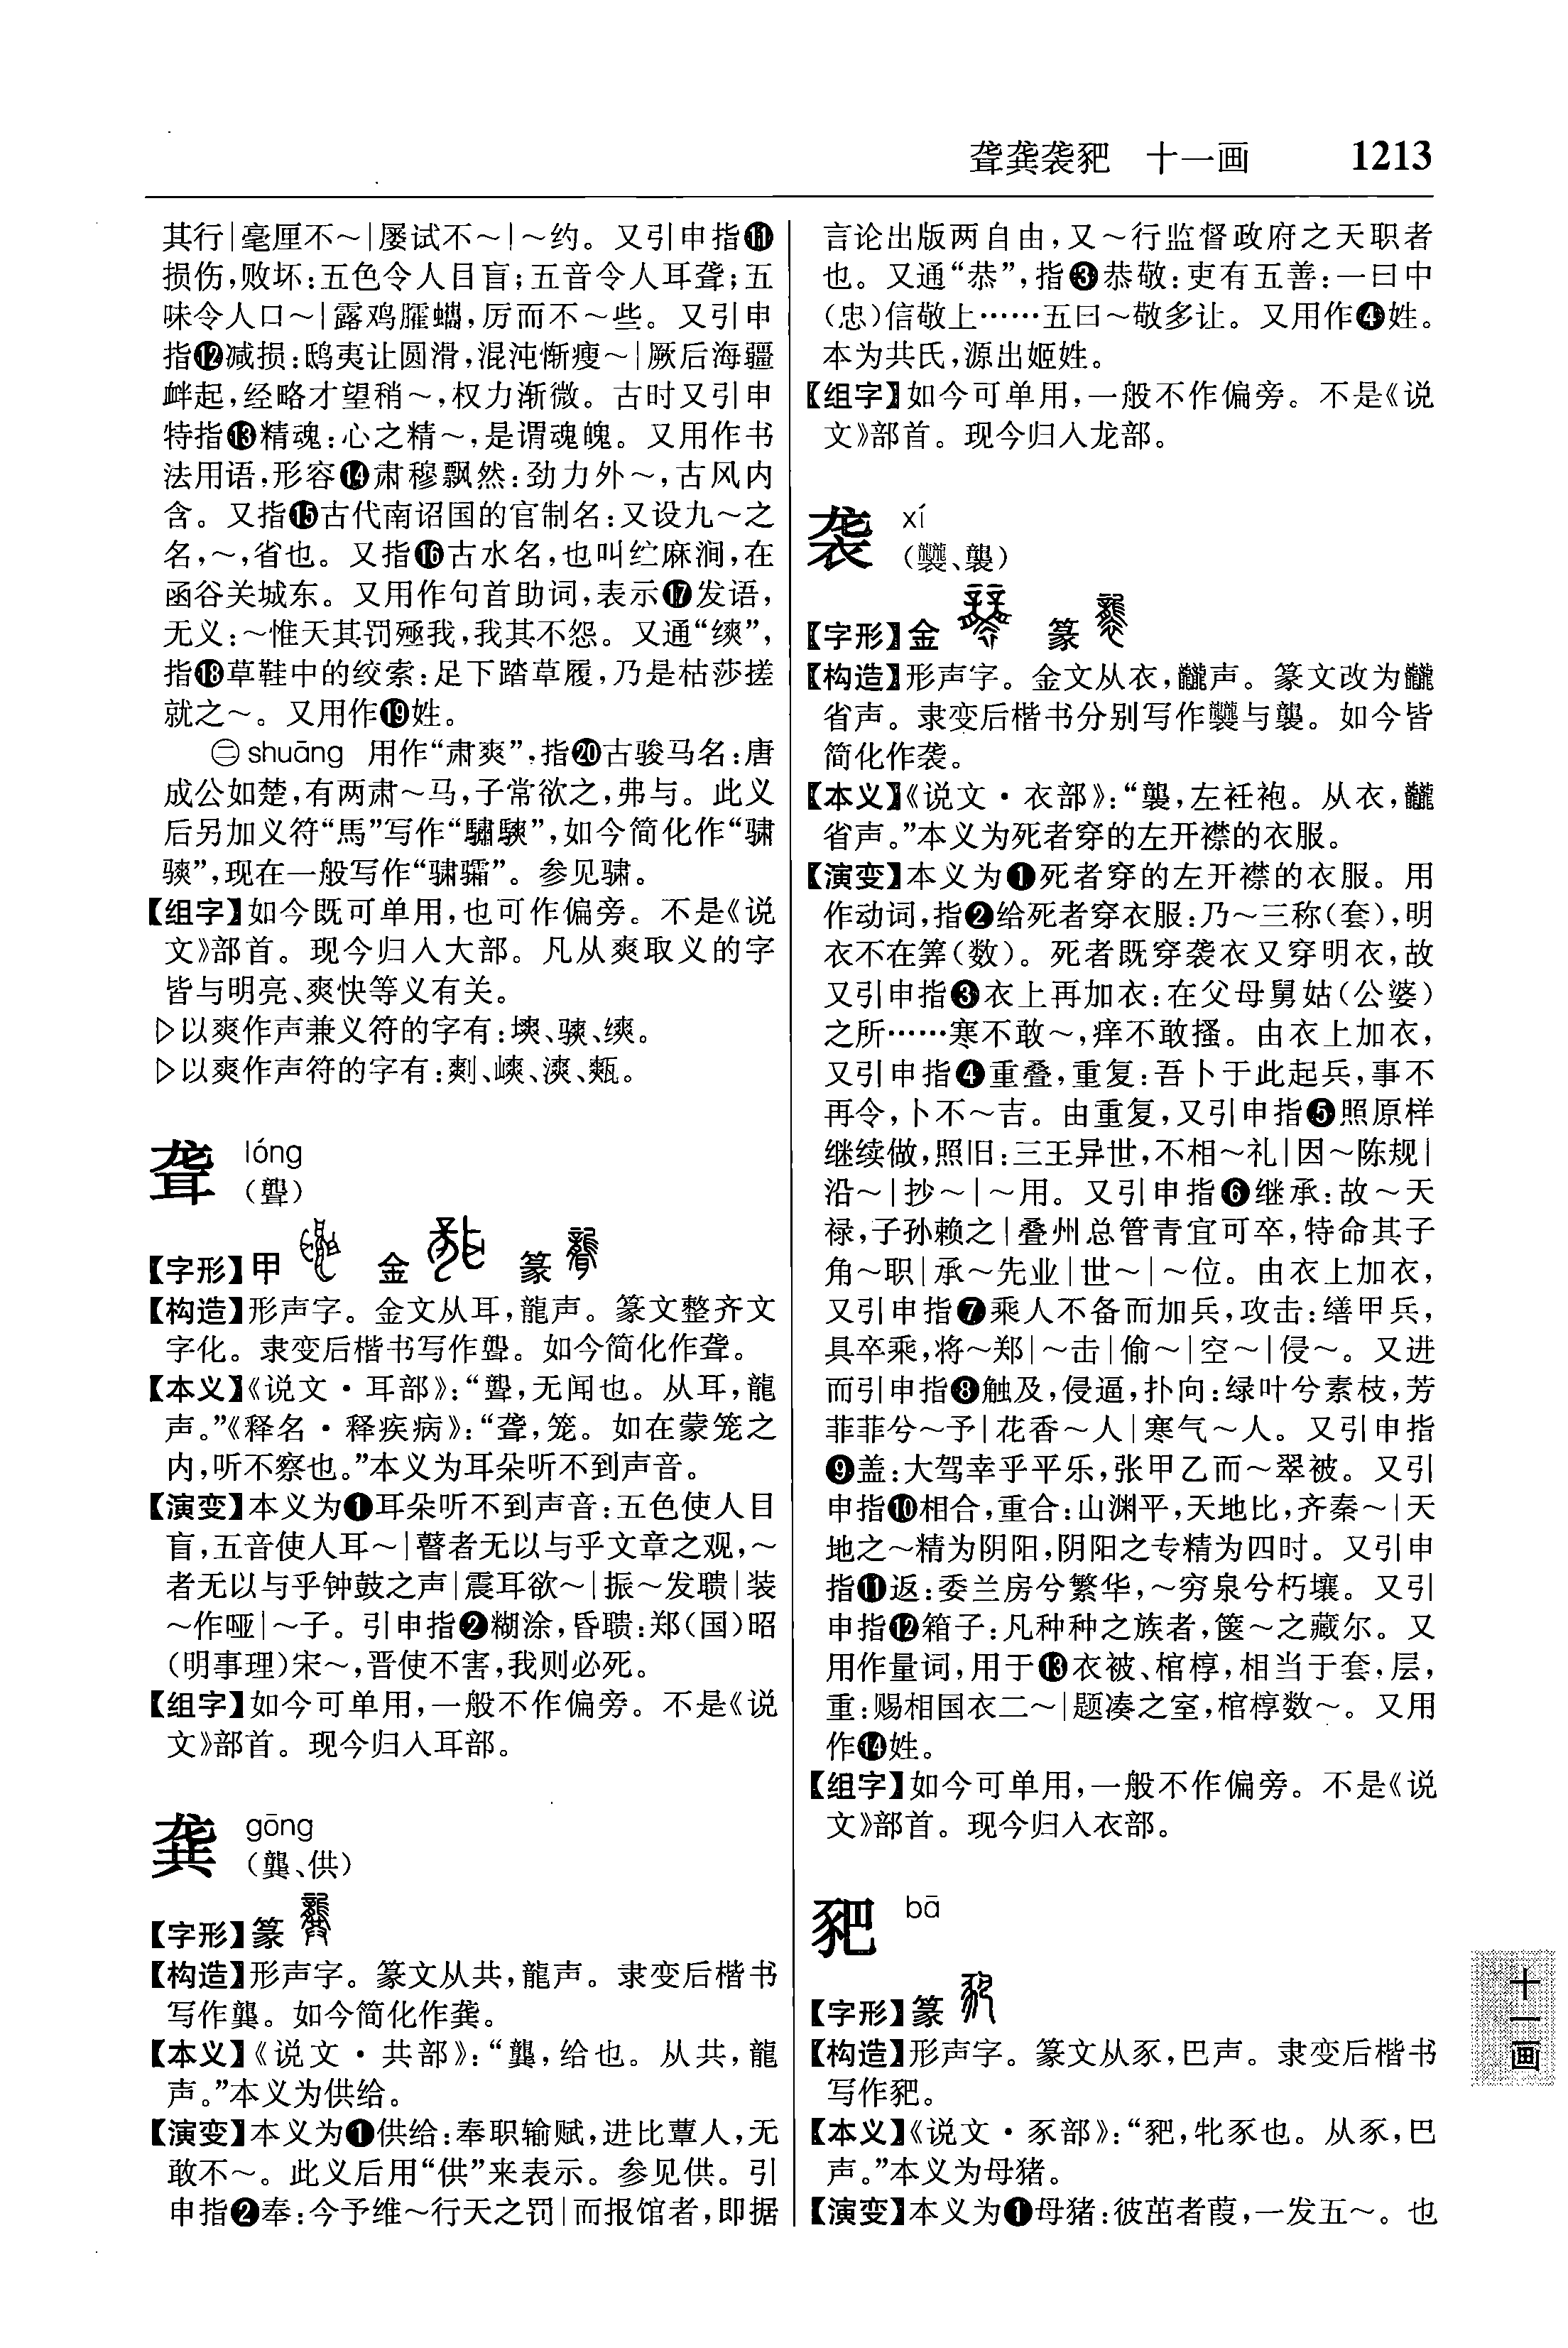 聋龚袭豝　十一画　1213
其行|毫厘不～|屡试不～|～约。又引申指⓫
损伤,败坏:五色令人目盲;五音令人耳聋;五
味令人口～|露鸡臛蠵,厉而不～些。又引申
指⓬减损:鸱夷让圆滑,混沌惭瘦～|厥后海疆
衅起,经略才望稍～,权力渐微。古时又引申
特指⓭精魂:心之精～,是谓魂魄。又用作书
法用语,形容⓮肃穆飘然:劲力外～,古风内
含。又指⓯古代南诏国的官制名:又设九～之
名,～,省也。又指⓰古水名,也叫纻麻涧,在
函谷关城东。又用作句首助词,表示⓱发语,
无义:～惟天其罚殛我,我其不怨。又通“䌙”,
指⓲草鞋中的绞索:足下踏草履,乃是枯莎搓
就之～。又用作⓳姓。
㊁ shuāng 用作“肃爽”,指⓴古骏马名:唐
成公如楚,有两肃～马,子常欲之,弗与。此义
后另加义符“馬”写作“驌騻”,如今简化作“骕
骦”,现在一般写作“骕骦”。参见骕。
【组字】如今既可单用,也可作偏旁。不是《说
文》部首。现今归入大部。凡从爽取义的字
皆与明亮、爽快等义有关。
▷以爽作声兼义符的字有:塽、骦、䌙。
▷以爽作声符的字有:㓼、㼽、漺、甐。
聋 lóng
(聾)
【字形】甲 金 篆
【构造】形声字。金文从耳,龍声。篆文整齐文
字化。隶变后楷书写作聾。如今简化作聋。
【本义】《说文·耳部》:“聾,无闻也。从耳,龍
声。”《释名·释疾病》:“聋,笼。如在蒙笼之
内,听不察也。”本义为耳朵听不到声音。
【演变】本义为❶耳朵听不到声音:五色使人目
盲,五音使人耳～|瞽者无以与乎文章之观,～
者无以与乎钟鼓之声|震耳欲～|振～发聩|装
～作哑|～子。引申指❷糊涂,昏聩:郑(国)昭
(明事理)宋～,晋使不害,我则必死。
【组字】如今可单用,一般不作偏旁。不是《说
文》部首。现今归入耳部。
龚 gōng
(龔、供)
【字形】篆
【构造】形声字。篆文从共,龍声。隶变后楷书
写作龔。如今简化作龚。
【本义】《说文·共部》:“龔,给也。从共,龍
声。”本义为供给。
【演变】本义为❶供给:奉职输赋,进比蕈人,无
敢不～。此义后用“供”来表示。参见供。引
申指❷奉:今予维～行天之罚|而报馆者,即据
言论出版两自由,又～行监督政府之天职者
也。又通“恭”,指❸恭敬:吏有五善:一曰中
(忠)信敬上……五曰～敬多让。又用作❹姓。
本为共氏,源出姬姓。
【组字】如今可单用,一般不作偏旁。不是《说
文》部首。现今归入龙部。
袭 xí
(襲)
【字形】金 篆
【构造】形声字。金文从衣,龖声。篆文改为龖
省声。隶变后楷书分别写作与襲。如今皆
简化作袭。
【本义】《说文·衣部》:“襲,左衽袍。从衣,龖
省声。”本义为死者穿的左开襟的衣服。
【演变】本义为❶死者穿的左开襟的衣服。用
作动词,指❷给死者穿衣服:乃～三称(套),明
衣不在筭(数)。死者既穿袭衣又穿明衣,故
又引申指❸衣上再加衣:在父母舅姑(公婆)
之所……寒不敢～,痒不敢搔。由衣上加衣,
又引申指❹重叠,重复:吾卜于此起兵,事不
再令,卜不～吉。由重复,又引申指❺照原样
继续做,照旧:三王异世,不相～礼|因～陈规|
沿～|抄～|～用。又引申指❻继承:故～天
禄,子孙赖之|叠州总管青宜可卒,特命其子
角～职|承～先业|世～|～位。由衣上加衣,
又引申指❼乘人不备而加兵,攻击:缮甲兵,
具卒乘,将～郑|～击|偷～|空～|侵～。又进
而引申指❽触及,侵逼,扑向:绿叶兮素枝,芳
菲菲兮～予|花香～人|寒气～人。又引申指
❾盖:大驾幸乎平乐,张甲乙而～翠被。又引
申指❿相合,重合:山渊平,天地比,齐秦～|天
地之～精为阴阳,阴阳之专精为四时。又引申
指⓫返:委兰房兮繁华,～穷泉兮朽壤。又引
申指⓬箱子:凡种种之族者,箧～之藏尔。又
用作量词,用于⓭衣被、棺椁,相当于套,层,
重:赐相国衣二～|题凑之室,棺椁数～。又用
作⓮姓。
【组字】如今可单用,一般不作偏旁。不是《说
文》部首。现今归入衣部。
豝 bā
【字形】篆
【构造】形声字。篆文从豕,巴声。隶变后楷书
写作豝。
【本义】《说文·豕部》:“豝,牝豕也。从豕,巴
声。”本义为母猪。
【演变】本义为❶母猪:彼茁者葭,一发五～。也
十一画